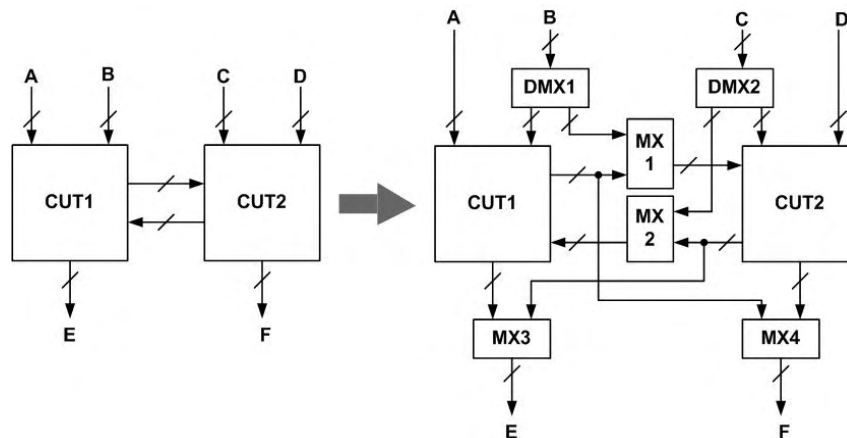 A B C D
CUT1 CUT2
E F
A B C D
DMX1 DMX2
MX
1
CUT1 CUT2
MX
2
MX3 MX4
E F